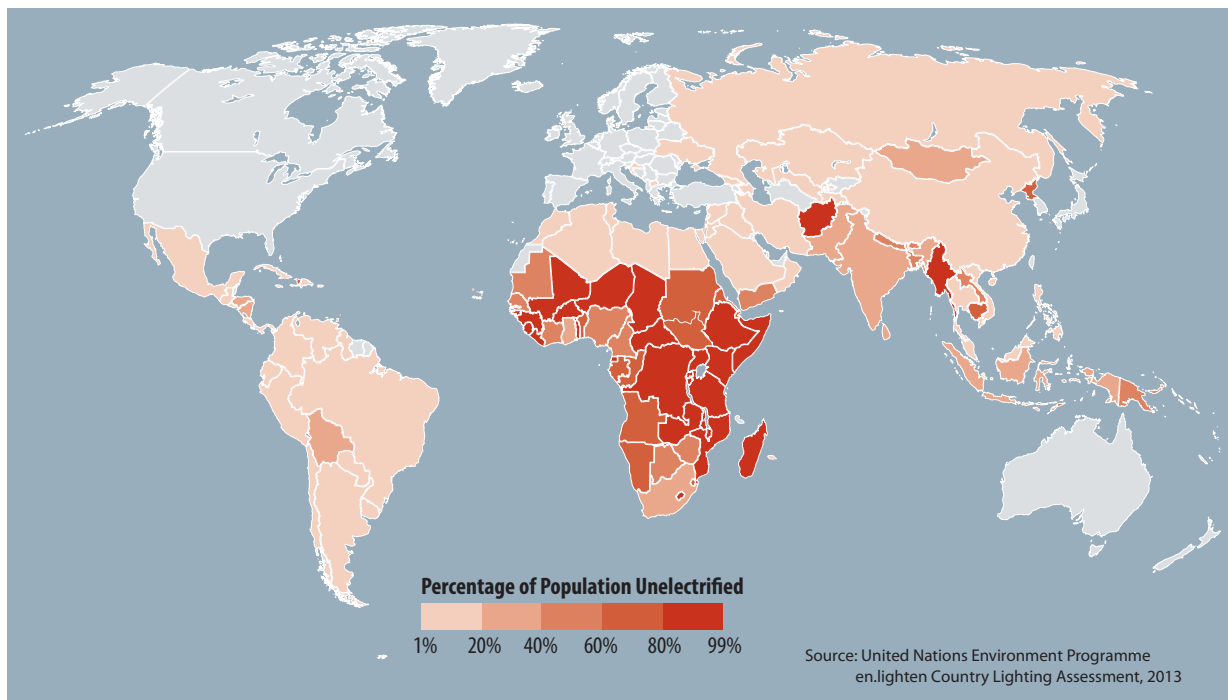 Percentage of Population Unelectrified
1% 20% 40% 60% 80% 99%
Source: United Nations Environment Programme
en.lighten Country Lighting Assessment, 2013